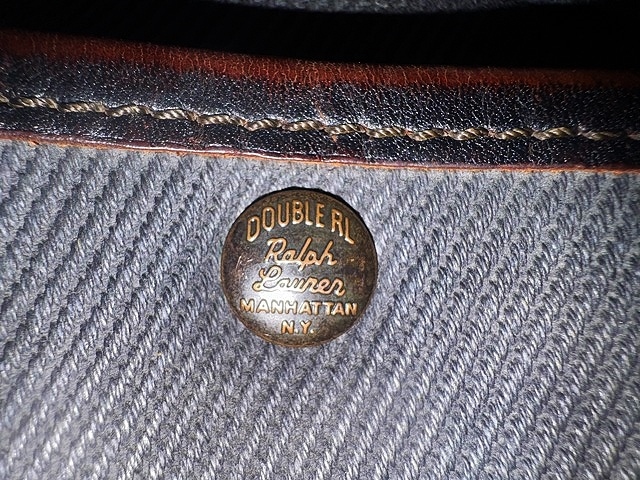 DOUBLE RL
Ralph
Lauren
MANHATTAN
N.Y.